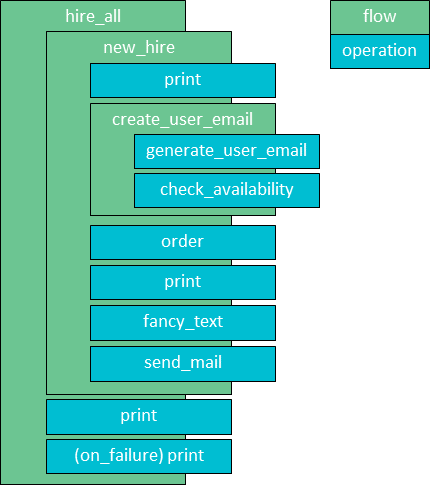 hire_all
flow
new_hire
operation
print
create_user_email
generate_user_email
check_availability
order
print
fancy_text
send_mail
print
(on_failure) print